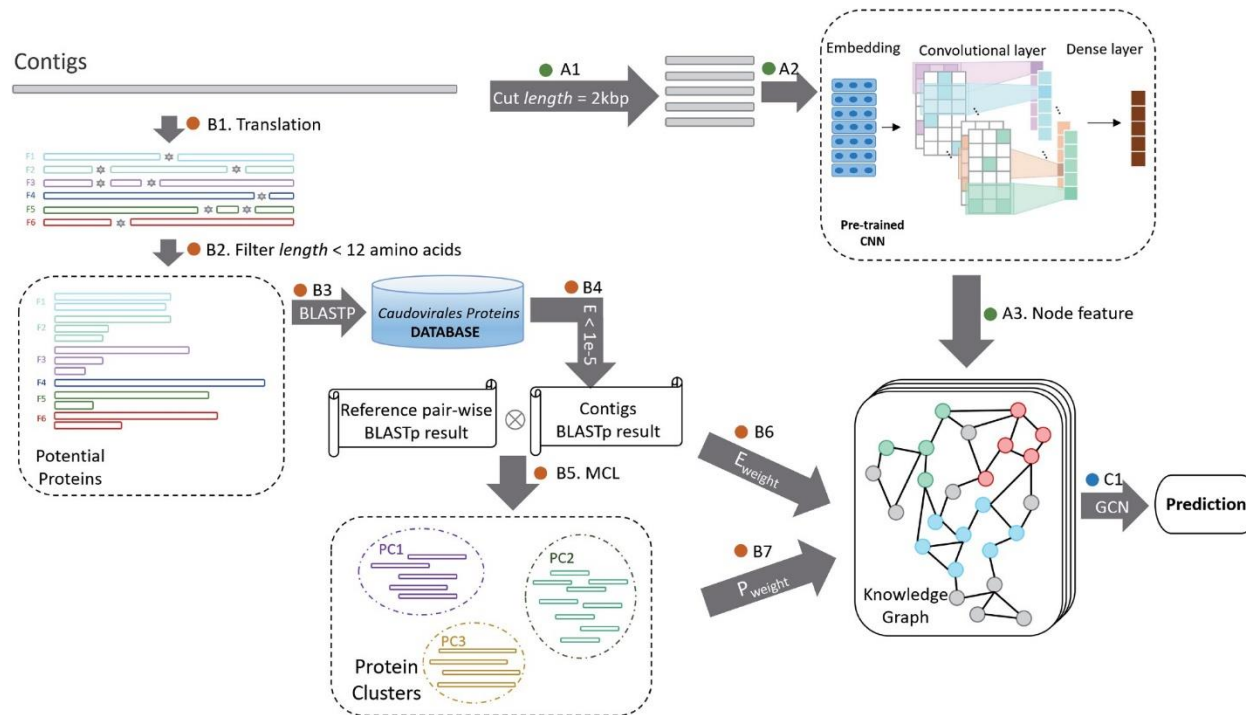 Contigs
A1
Cut length = 2kbp
A2
Embedding
Convolutional layer
Dense layer
Pre-trained
CNN
B1. Translation
F1
F2
F3
F4
F5
F6
B2. Filter length < 12 amino acids
F1
F2
F3
F4
F5
F6
Potential
Proteins
B3
BLASTP
Caudovirales Proteins
DATABASE
B4
E < 1e-5
Reference pair-wise
BLASTp result
Contigs
BLASTp result
B5. MCL
PC1
PC2
PC3
Protein
Clusters
B6
Eweight
B7
Pweight
A3. Node feature
Knowledge
Graph
C1
GCN
Prediction